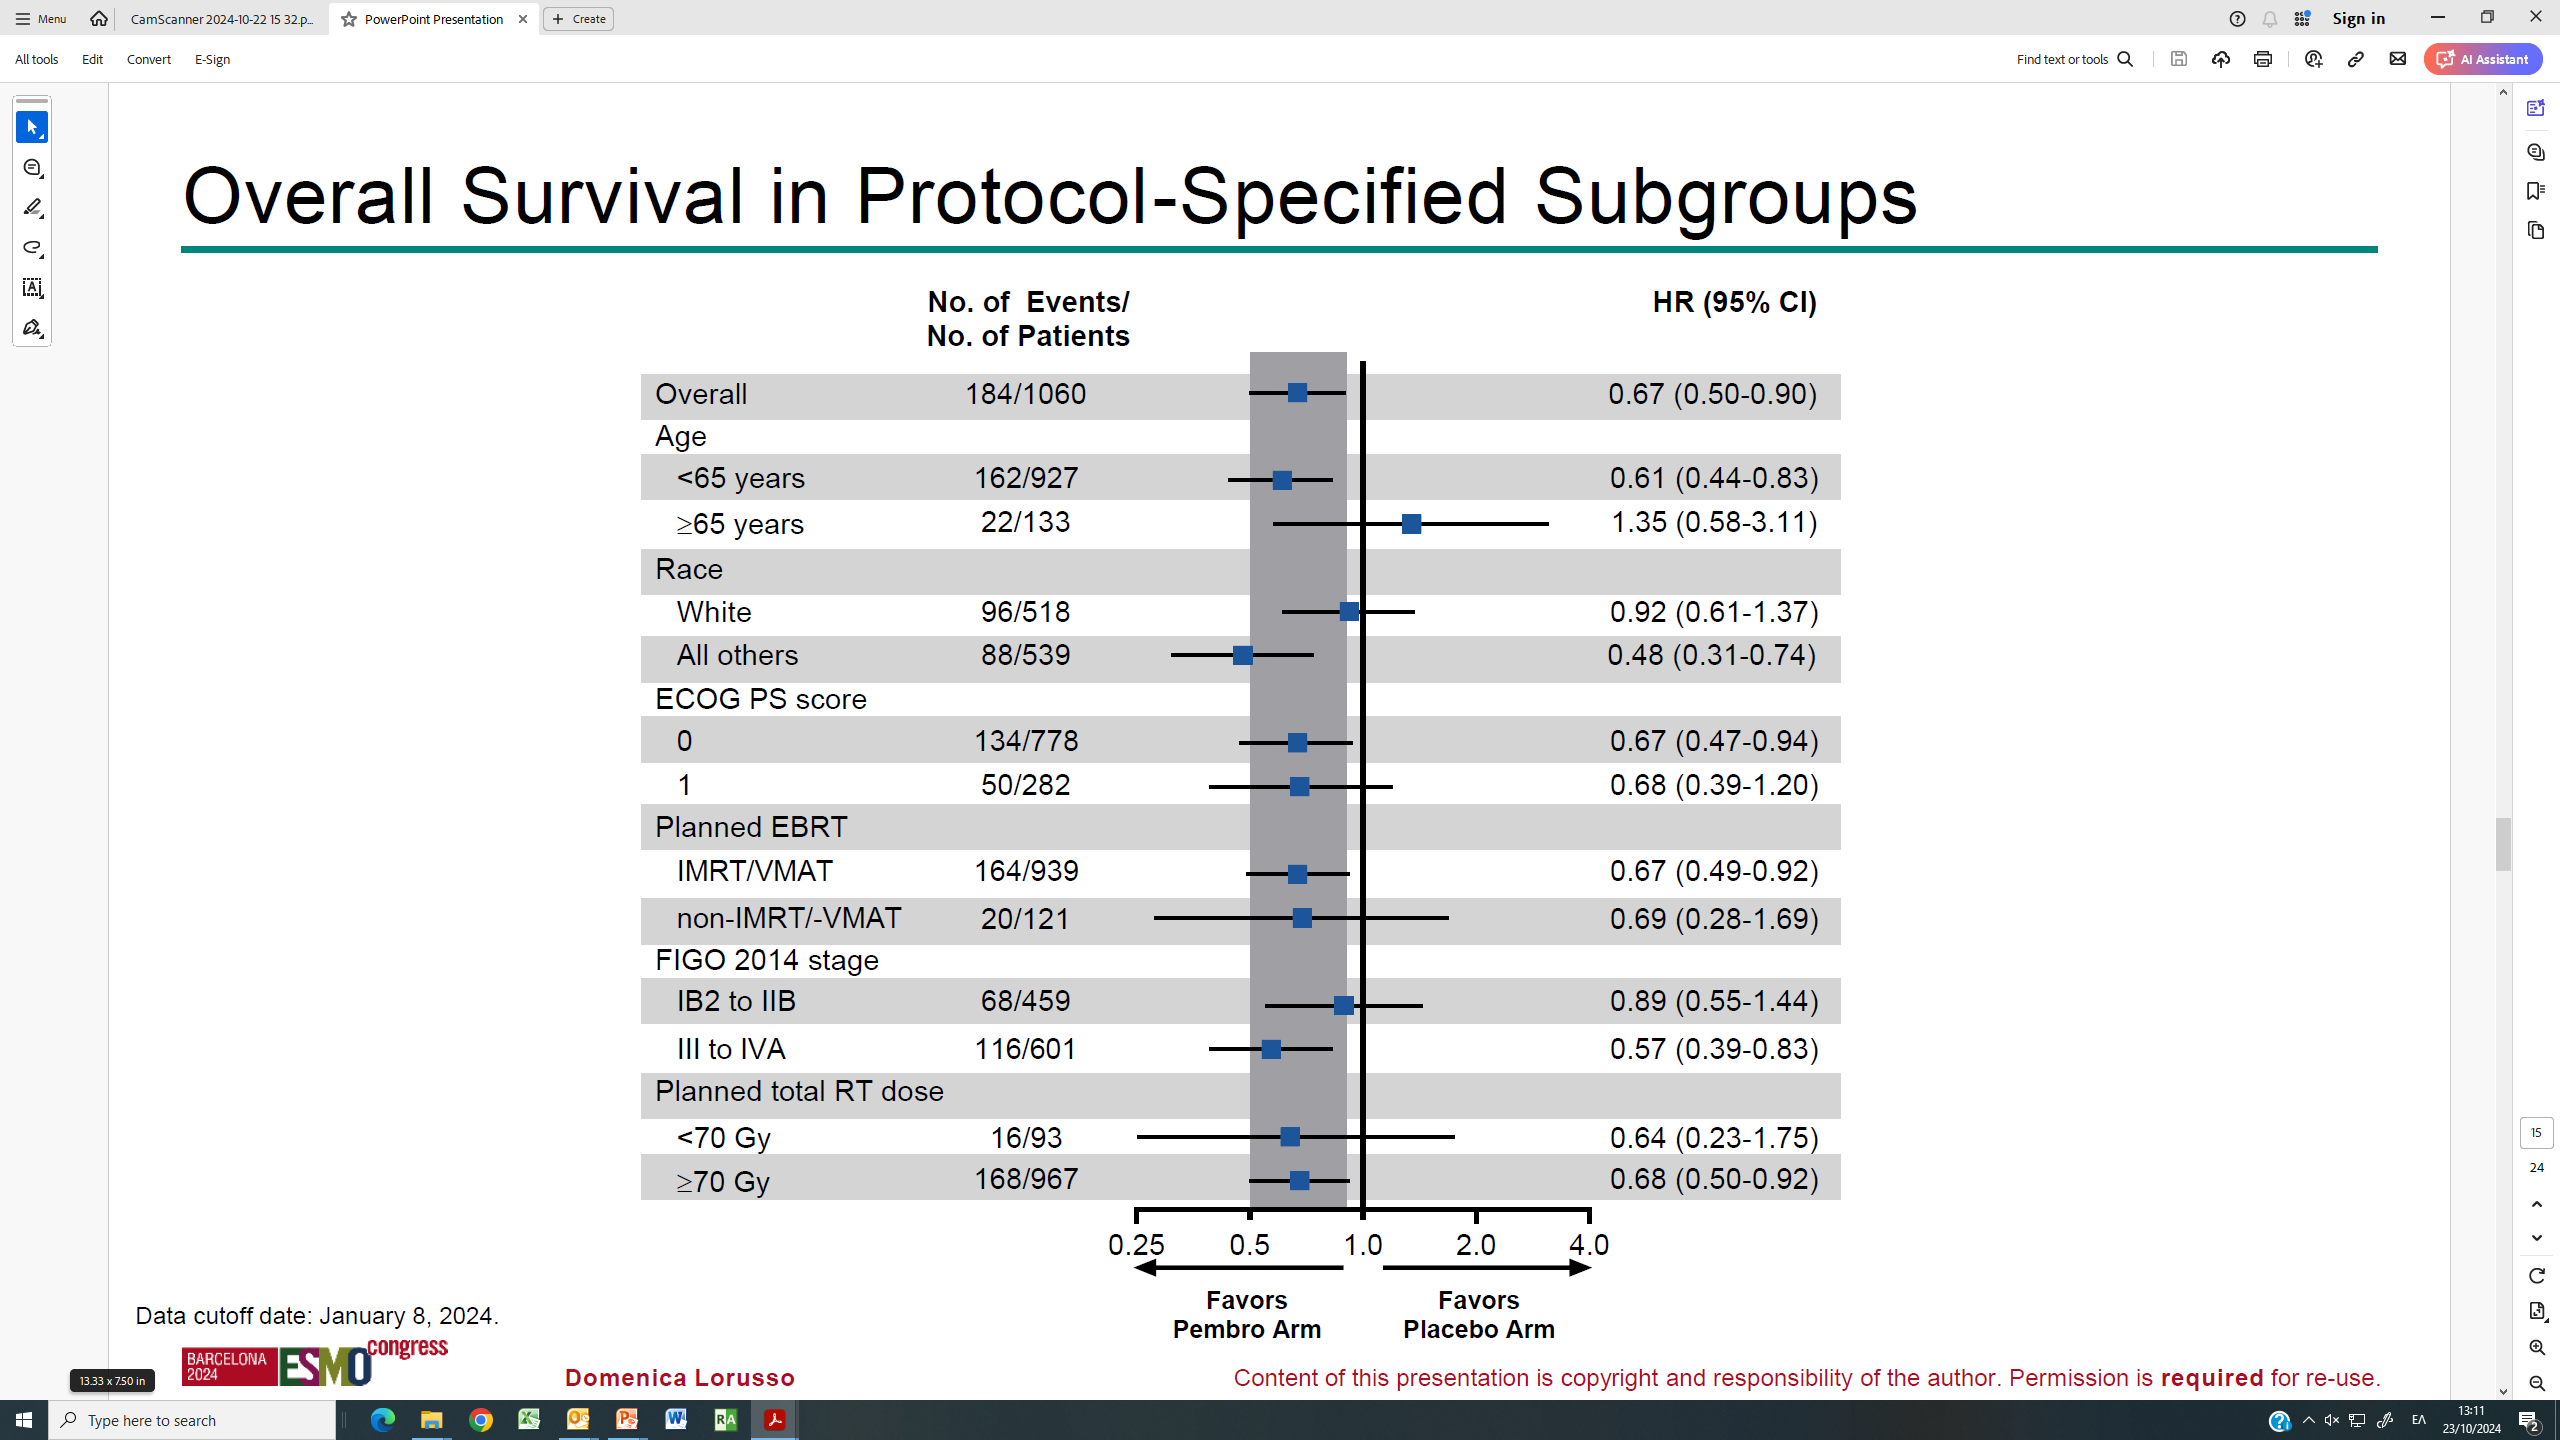 Menu
CamScanner 2024-10-22 15 32.p...
PowerPoint Presentation
Create
Sign in
All tools
Edit
Convert
E-Sign
Find text or tools
AI Assistant
Overall Survival in Protocol-Specified Subgroups
No. of Events/ HR (95% CI)
No. of Patients
Overall 184/1060 0.67 (0.50-0.90)
Age
<65 years 162/927 0.61 (0.44-0.83)
≥65 years 22/133 1.35 (0.58-3.11)
Race
White 96/518 0.92 (0.61-1.37)
All others 88/539 0.48 (0.31-0.74)
ECOG PS score
0 134/778 0.67 (0.47-0.94)
1 50/282 0.68 (0.39-1.20)
Planned EBRT
IMRT/VMAT 164/939 0.67 (0.49-0.92)
non-IMRT/-VMAT 20/121 0.69 (0.28-1.69)
FIGO 2014 stage
IB2 to IIB 68/459 0.89 (0.55-1.44)
III to IVA 116/601 0.57 (0.39-0.83)
Planned total RT dose
<70 Gy 16/93 0.64 (0.23-1.75)
≥70 Gy 168/967 0.68 (0.50-0.92)
0.25 0.5 1.0 2.0 4.0
Favors Favors
Pembro Arm Placebo Arm
15
24
Data cutoff date: January 8, 2024.
BARCELONA
2024
ESMO congress
13.33 x 7.50 in
Domenica Lorusso
Content of this presentation is copyright and responsibility of the author. Permission is required for re-use.
Type here to search
RA
ΕΛ
13:11
23/10/2024
2